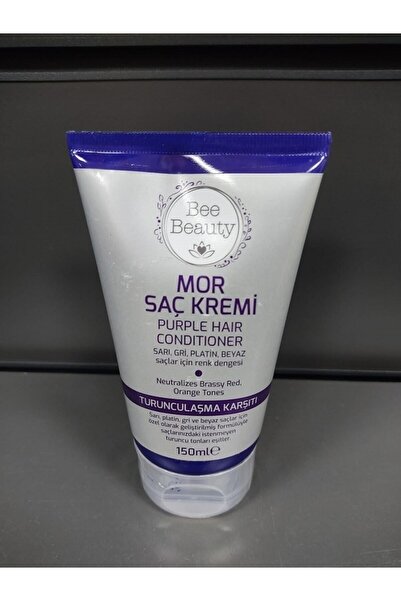 Bee
Beauty
MOR
SAÇ KREMİ
PURPLE HAIR
CONDITIONER
SARI, GRİ, PLATİN, BEYAZ
saçlar için renk dengesi
Neutralizes Brassy Red,
Orange Tones
TURUNCULAŞMA KARŞITI
Sarı, platin, gri ve beyaz saçlar için
özel olarak geliştirilmiş formülüyle
saçlarınızdaki istenmeyen
turuncu tonları eşitler.
150ml℮